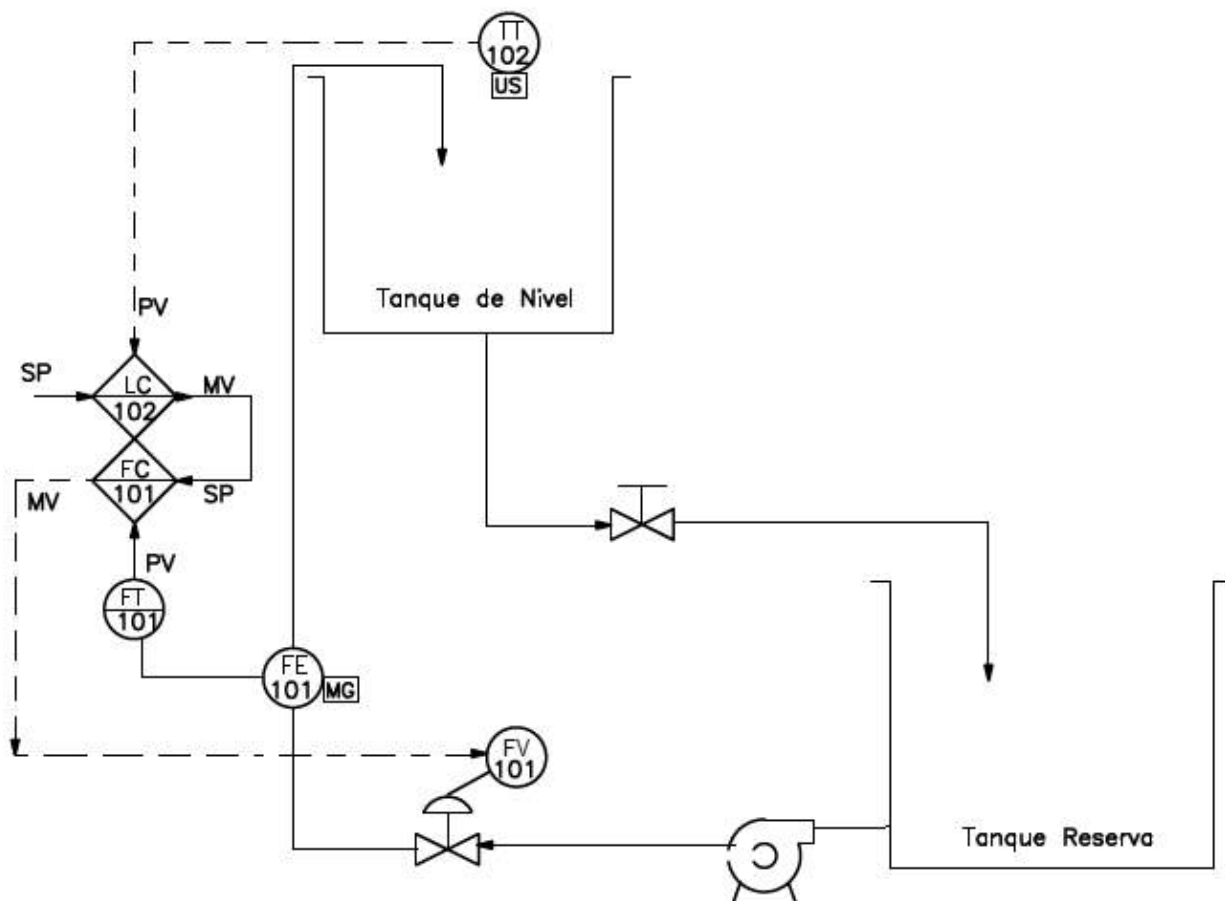 TT
102
US
Tanque de Nivel
PV
SP
LC
102
MV
FC
101
SP
MV
PV
FT
101
FE
101
MG
FV
101
Tanque Reserva